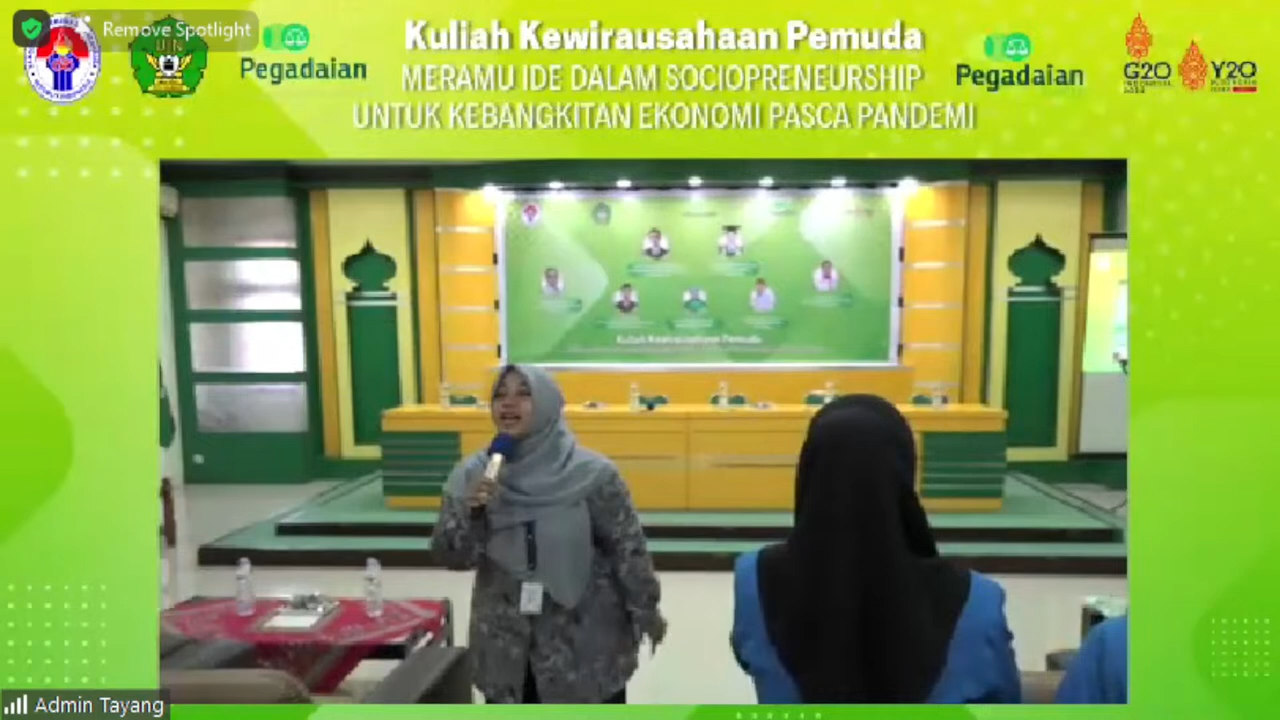 Remove Spotlight
UIN
Pegadaian
Kuliah Kewirausahaan Pemuda
MERAMU IDE DALAM SOCIOPRENEURSHIP
UNTUK KEBANGKITAN EKONOMI PASCA PANDEMI
Pegadaian
G20
Y20
Kuliah Kewirausahaan Pemuda
Admin Tayang